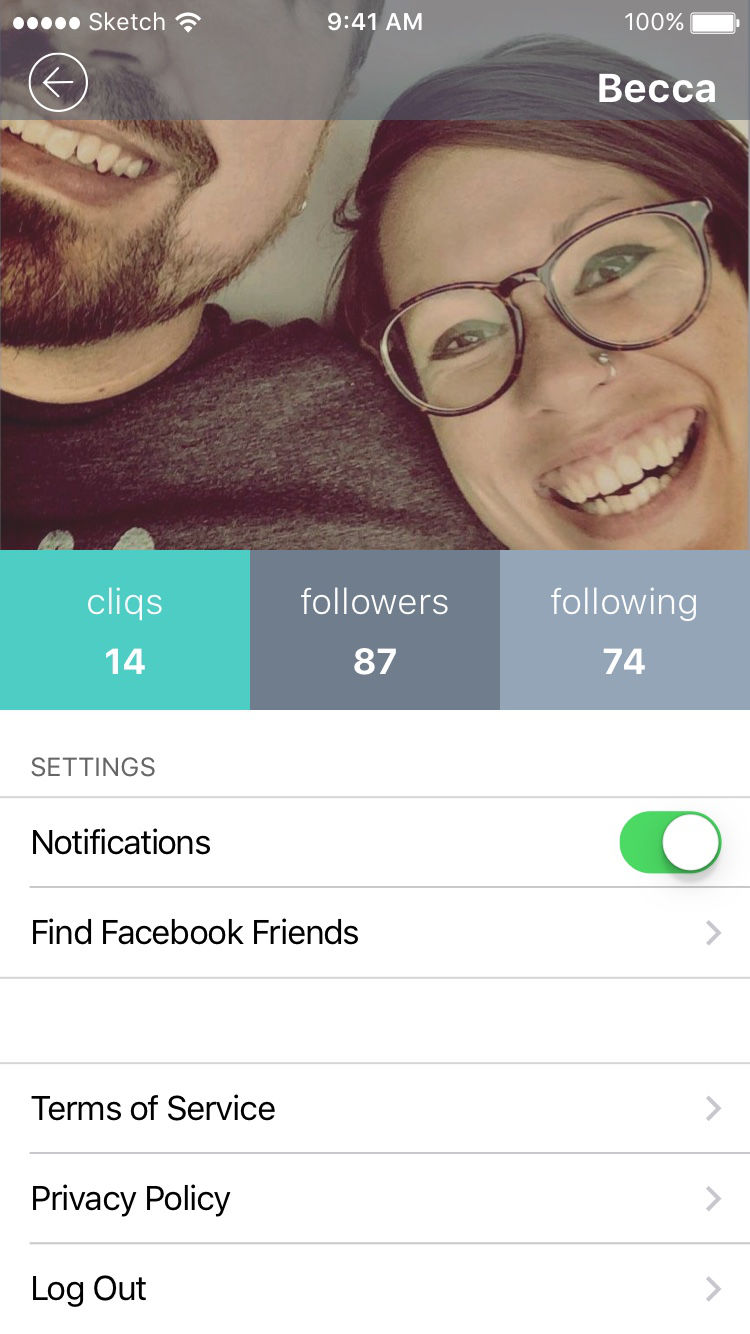 Sketch 9:41 AM 100%
Becca
cliqs followers following
14 87 74
SETTINGS
Notifications
Find Facebook Friends
Terms of Service
Privacy Policy
Log Out